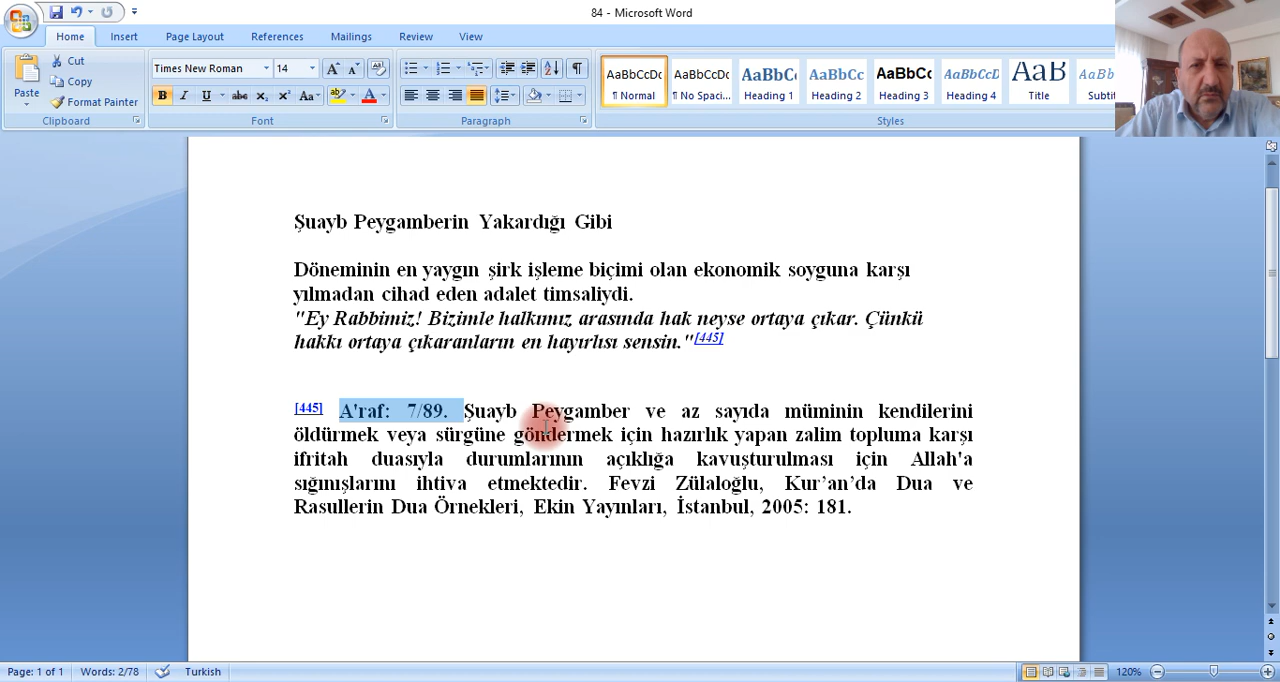 84 - Microsoft Word
Home Insert Page Layout References Mailings Review View
Paste
Cut
Copy
Format Painter
Clipboard
Times New Roman 14
Font
Paragraph
AaBbCcDc AaBbCcDc AaBbCc AaBbCc AaBbCc AaBbCcD AaB AaBb
¶ Normal ¶ No Spaci... Heading 1 Heading 2 Heading 3 Heading 4 Title Subtit
Styles
Şuayb Peygamberin Yakardığı Gibi
Döneminin en yaygın şirk işleme biçimi olan ekonomik soyguna karşı
yılmadan cihad eden adalet timsaliydi.
"Ey Rabbimiz! Bizimle halkımız arasında hak neyse ortaya çıkar. Çünkü
hakkı ortaya çıkaranların en hayırlısı sensin."[445]
[445] A'raf: 7/89. Şuayb Peygamber ve az sayıda müminin kendilerini
öldürmek veya sürgüne göndermek için hazırlık yapan zalim topluma karşı
ifritah duasıyla durumlarının açıklığa kavuşturulması için Allah'a
sığınışlarını ihtiva etmektedir. Fevzi Zülaloğlu, Kur’an’da Dua ve
Rasullerin Dua Örnekleri, Ekin Yayınları, İstanbul, 2005: 181.
Page: 1 of 1 Words: 2/78 Turkish 120%